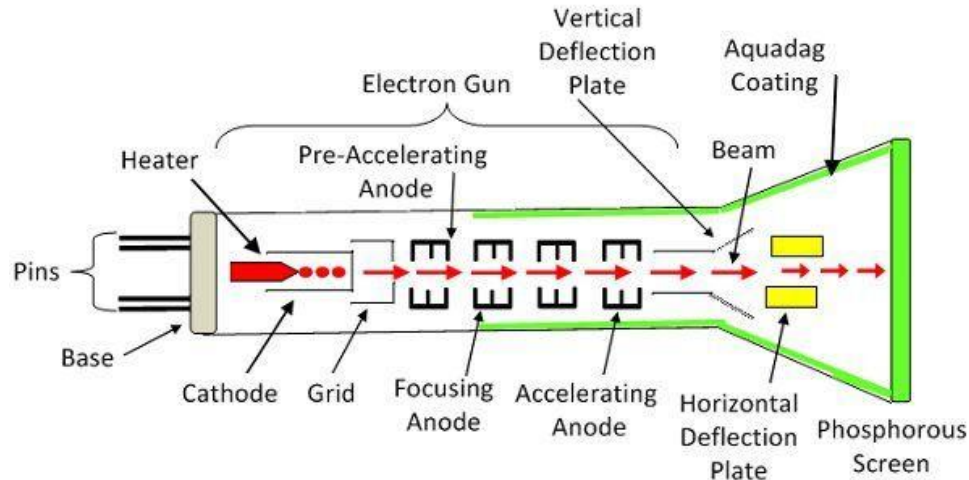 Vertical
Deflection
Plate
Aquadag
Coating
Electron Gun
Heater
Pre-Accelerating
Anode
Beam
Pins
Base
Cathode
Grid
Focusing
Anode
Accelerating
Anode
Horizontal
Deflection
Plate
Phosphorous
Screen